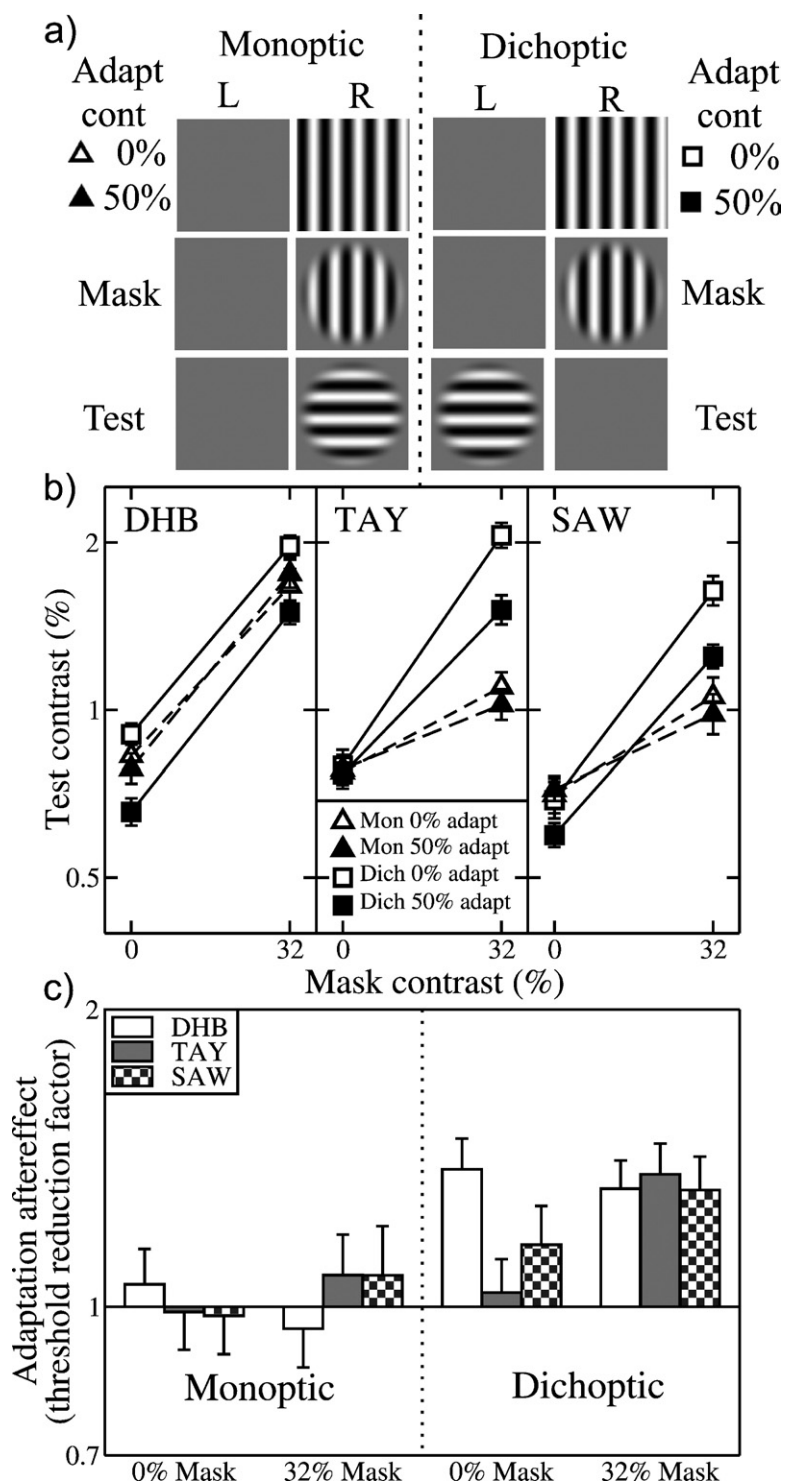 a)
Monoptic
Dichoptic
Adapt
cont
L
R
L
R
Adapt
cont
0%
50%
0%
50%
Mask
Mask
Test
Test
b)
DHB
TAY
SAW
2
1
0.5
Test contrast (%)
Mon 0% adapt
Mon 50% adapt
Dich 0% adapt
Dich 50% adapt
0
32
0
32
0
32
Mask contrast (%)
c)
2
1
0.7
Adaptation aftereffect
(threshold reduction factor)
DHB
TAY
SAW
Monoptic
Dichoptic
0% Mask
32% Mask
0% Mask
32% Mask